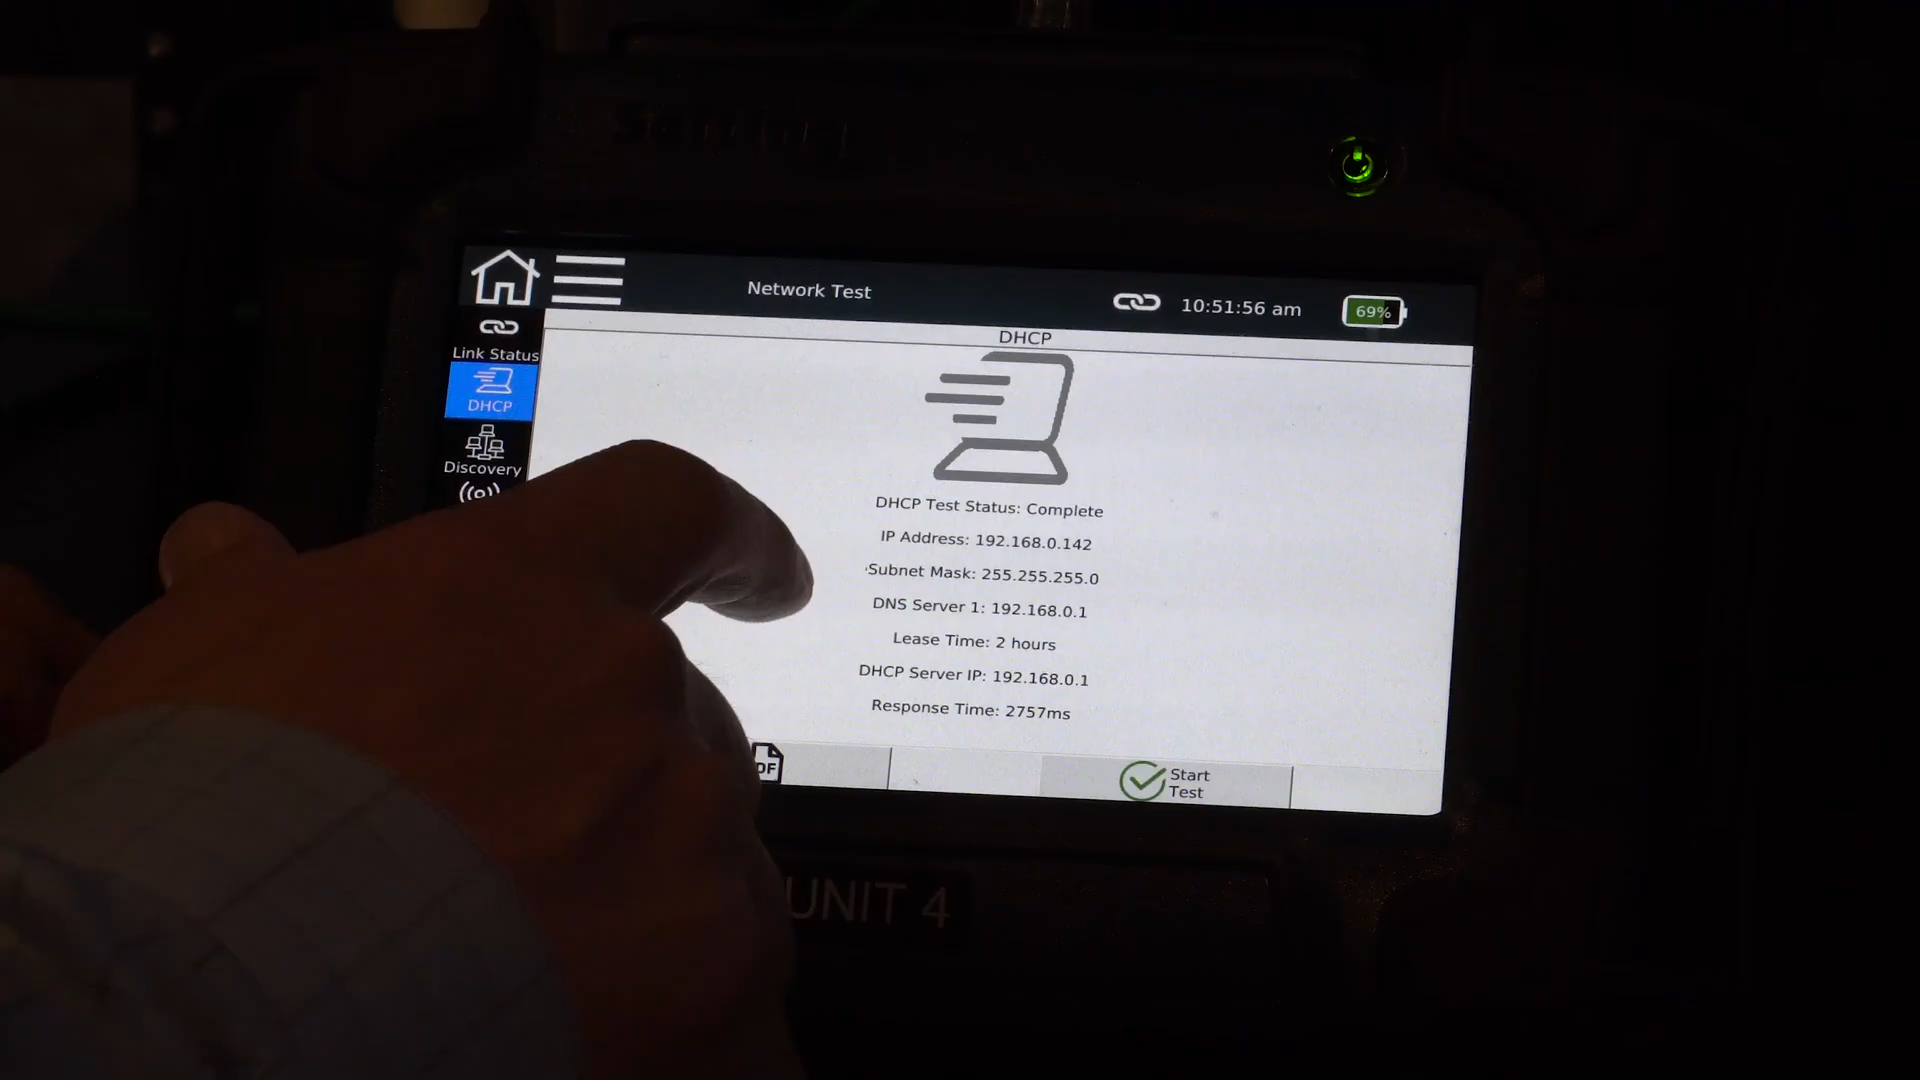 Network Test
10:51:56 am
69%
Link Status
DHCP
DHCP
Discovery
DHCP Test Status: Complete
IP Address: 192.168.0.142
Subnet Mask: 255.255.255.0
DNS Server 1: 192.168.0.1
Lease Time: 2 hours
DHCP Server IP: 192.168.0.1
Response Time: 2757ms
DF
Start
Test
UNIT 4